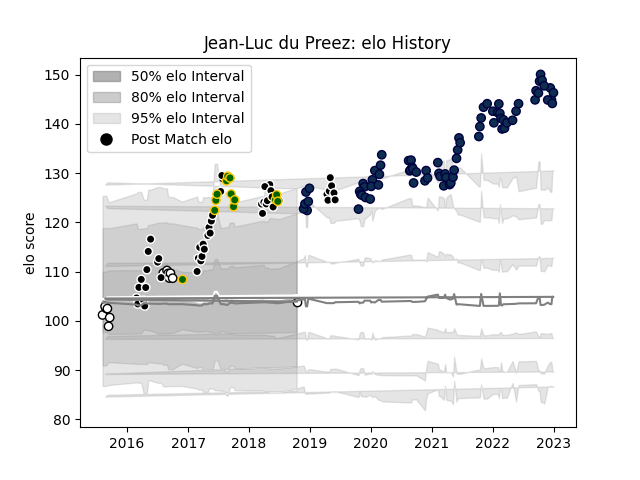 Jean-Luc du Preez: elo History
50% elo Interval
80% elo Interval
95% elo Interval
Post Match elo
elo score
150
140
130
120
110
100
90
80
2016 2017 2018 2019 2020 2021 2022 2023